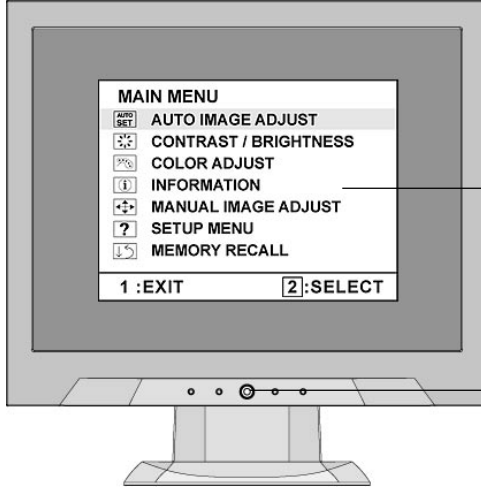 MAIN MENU
AUTO SET AUTO IMAGE ADJUST
CONTRAST / BRIGHTNESS
COLOR ADJUST
INFORMATION
MANUAL IMAGE ADJUST
? SETUP MENU
MEMORY RECALL
1 :EXIT 2:SELECT